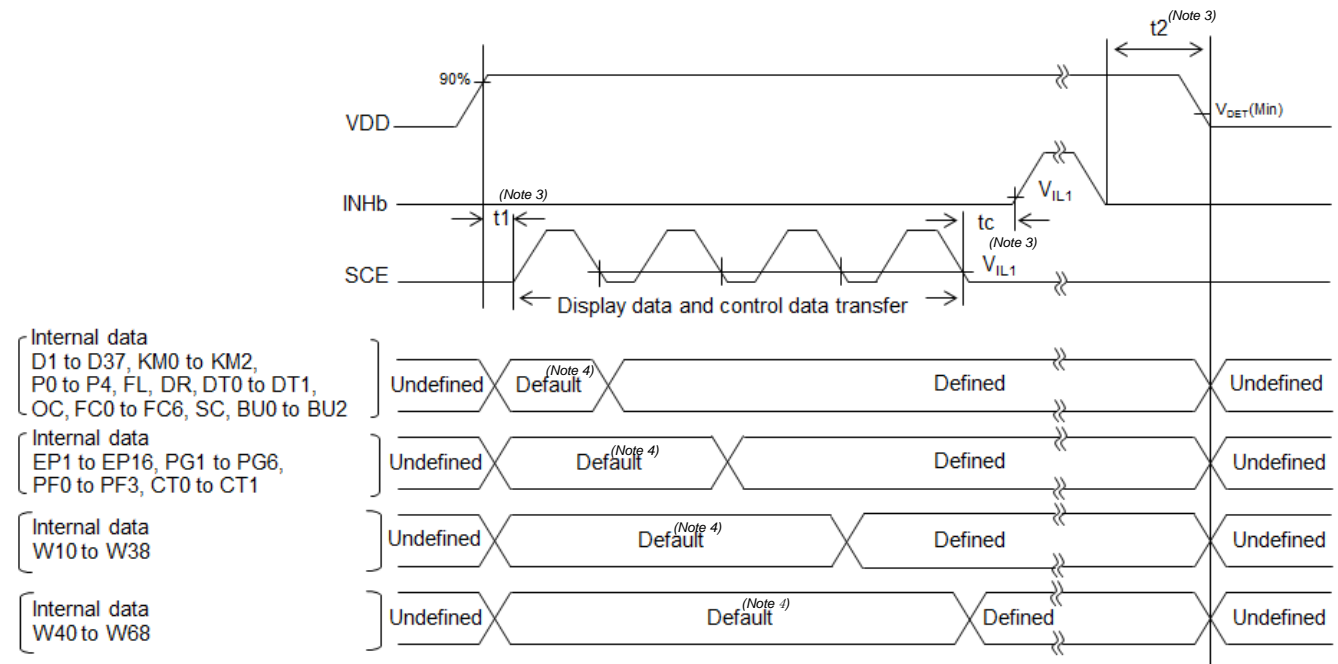 t2(Note 3)
90%
VDD
VDET(Min)
INHb
(Note 3)
t1
VIL1
tc
(Note 3)
SCE
VIL1
Display data and control data transfer
Internal data
D1 to D37, KM0 to KM2,
P0 to P4, FL, DR, DT0 to DT1,
OC, FC0 to FC6, SC, BU0 to BU2
Undefined
Default(Note 4)
Defined
Undefined
Internal data
EP1 to EP16, PG1 to PG6,
PF0 to PF3, CT0 to CT1
Undefined
Default(Note 4)
Defined
Undefined
Internal data
W10 to W38
Undefined
Default(Note 4)
Defined
Undefined
Internal data
W40 to W68
Undefined
Default(Note 4)
Defined
Undefined